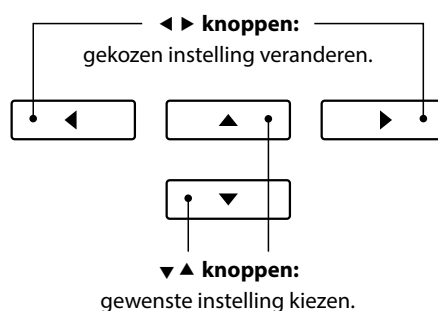 ◀ ▶ knoppen:
gekozen instelling veranderen.
▼ ▲ knoppen:
gewenste instelling kiezen.